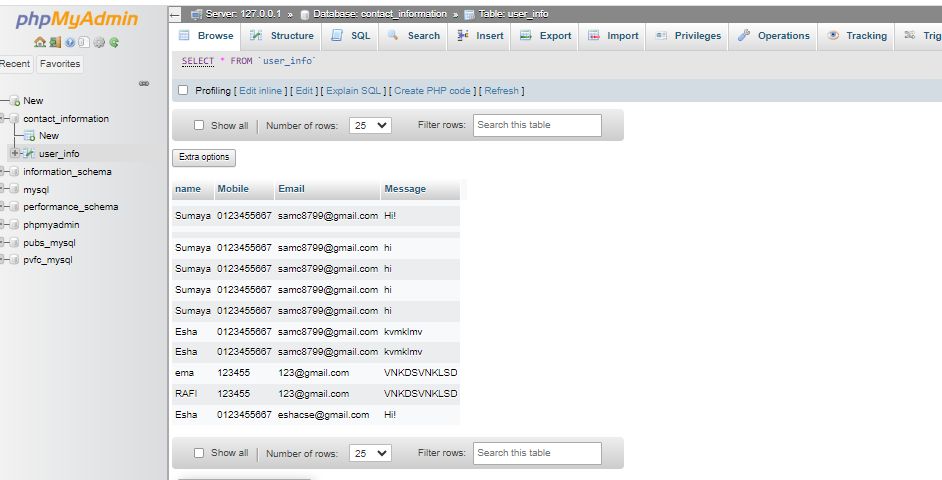 phpMyAdmin
Recent Favorites
New
contact_information
New
user_info
information_schema
mysql
performance_schema
phpmyadmin
pubs_mysql
pvfc_mysql
Server: 127.0.0.1 » Database: contact_information » Table: user_info
Browse Structure SQL Search Insert Export Import Privileges Operations Tracking Trig
SELECT * FROM `user_info`
Profiling [ Edit inline ] [ Edit ] [ Explain SQL ] [ Create PHP code ] [ Refresh ]
Show all Number of rows: 25 Filter rows: Search this table
Extra options
name Mobile Email Message
Sumaya 0123455667 samc8799@gmail.com Hi!
Sumaya 0123455667 samc8799@gmail.com hi
Sumaya 0123455667 samc8799@gmail.com hi
Sumaya 0123455667 samc8799@gmail.com hi
Sumaya 0123455667 samc8799@gmail.com hi
Esha 0123455667 samc8799@gmail.com kvmklmv
Esha 0123455667 samc8799@gmail.com kvmklmv
ema 123455 123@gmail.com VNKDSVNKLSD
RAFI 123455 123@gmail.com VNKDSVNKLSD
Esha 0123455667 eshacse@gmail.com Hi!
Show all Number of rows: 25 Filter rows: Search this table